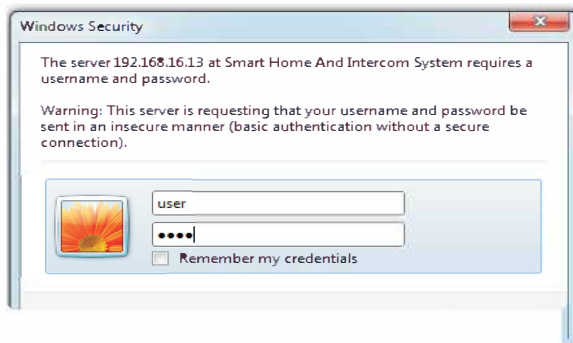 Windows Security
The server 192.168.16.13 at Smart Home And Intercom System requires a
username and password.
Warning: This server is requesting that your username and password be
sent in an insecure manner (basic authentication without a secure
connection).
user
••••
Remember my credentials